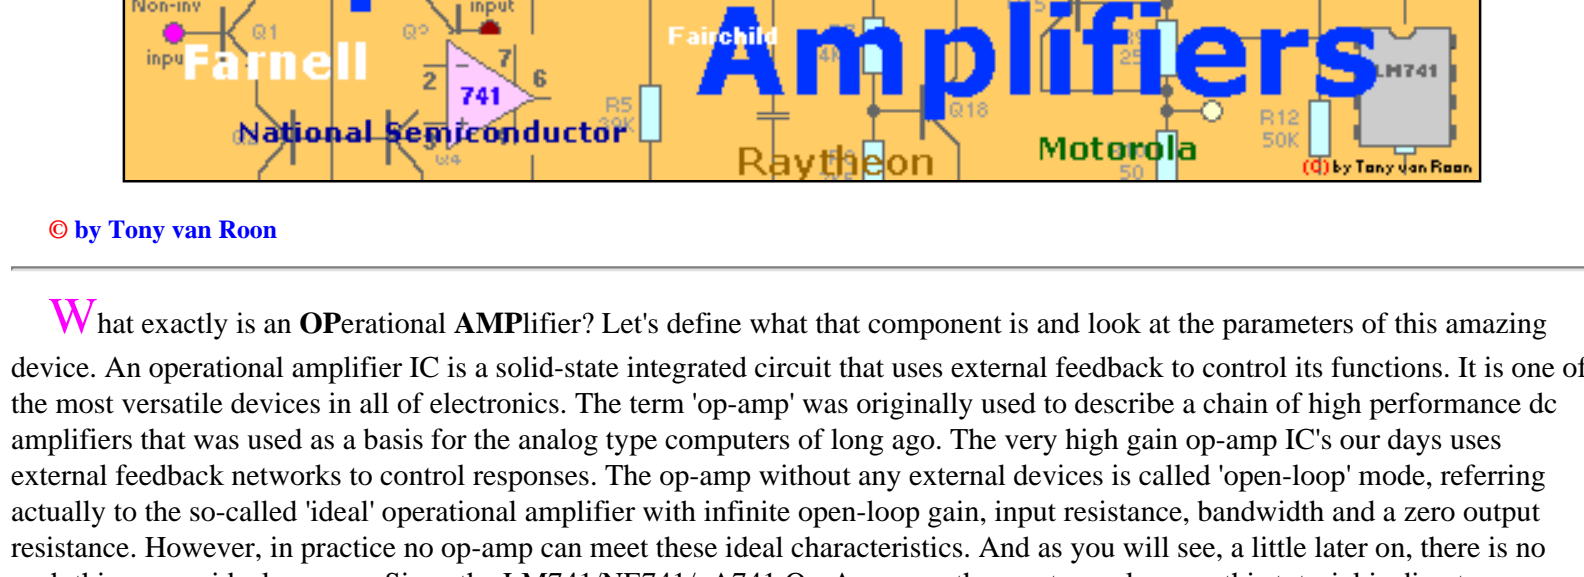 Non-inv
input
Q1
Q2
inpu
Farnell
Fairchild
Amplifiers
7
2
6
741
LM741
25
R5
39K
Q18
R12
50K
National Semiconductor
Q4
Raytheon
Motorola
50
(C) by Tony van Roon
© by Tony van Roon
What exactly is an OPerational AMPlifier? Let's define what that component is and look at the parameters of this amazing
device. An operational amplifier IC is a solid-state integrated circuit that uses external feedback to control its functions. It is one of
the most versatile devices in all of electronics. The term 'op-amp' was originally used to describe a chain of high performance dc
amplifiers that was used as a basis for the analog type computers of long ago. The very high gain op-amp IC's our days uses
external feedback networks to control responses. The op-amp without any external devices is called 'open-loop' mode, referring
actually to the so-called 'ideal' operational amplifier with infinite open-loop gain, input resistance, bandwidth and a zero output
resistance. However, in practice no op-amp can meet these ideal characteristics. And as you will see, a little later on, there is no